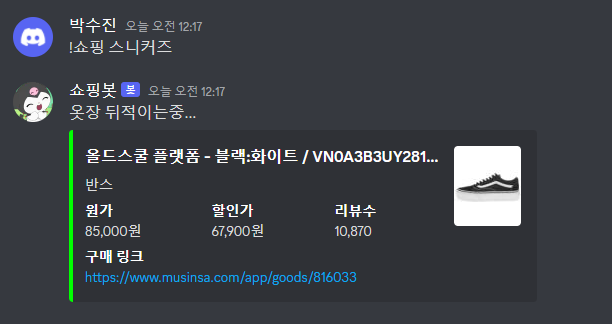 박수진 오늘 오전 12:17
!쇼핑 스니커즈
쇼핑봇 봇 오늘 오전 12:17
옷장 뒤적이는중...
올드스쿨 플랫폼 - 블랙:화이트 / VN0A3B3UY281...
반스
원가 할인가 리뷰수
85,000원 67,900원 10,870
구매 링크
https://www.musinsa.com/app/goods/816033